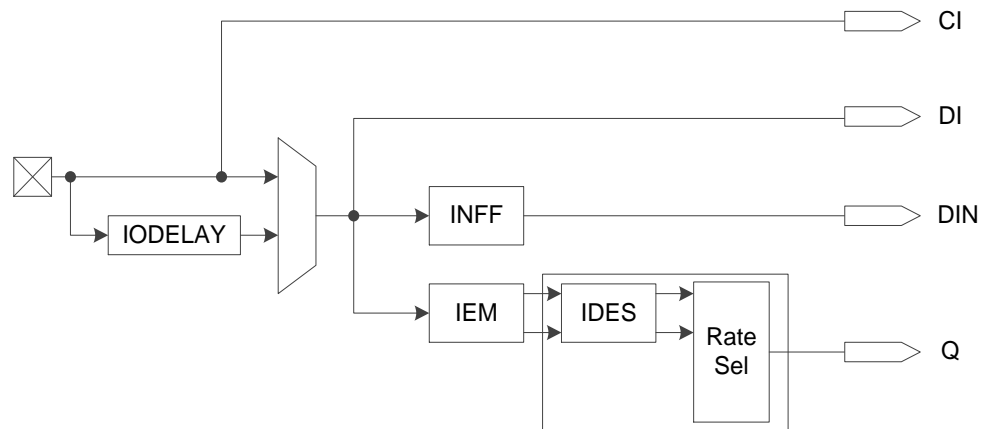 CI
DI
IODELAY
INFF
DIN
IEM
IDES
Rate
Sel
Q